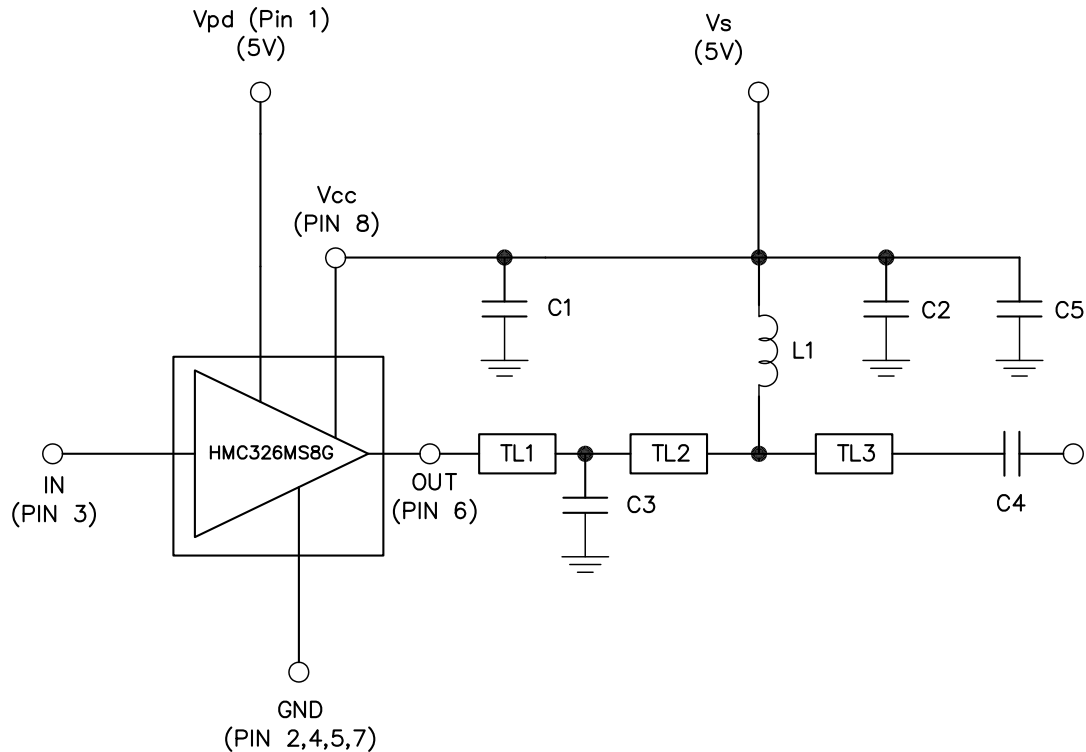 Vpd (Pin 1)
(5V)
Vs
(5V)
Vcc
(PIN 8)
C1
C2
C5
L1
HMC326MS8G
TL1
TL2
TL3
IN
(PIN 3)
OUT
(PIN 6)
C3
C4
GND
(PIN 2,4,5,7)